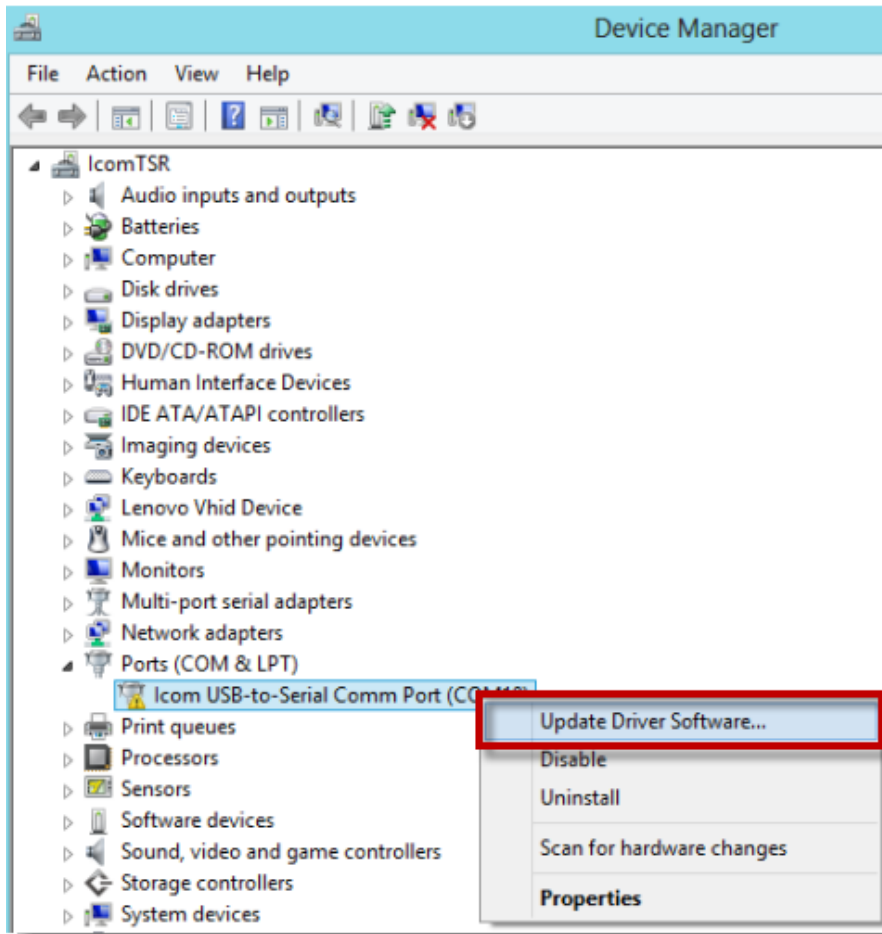 Device Manager
File Action View Help
IcomTSR
Audio inputs and outputs
Batteries
Computer
Disk drives
Display adapters
DVD/CD-ROM drives
Human Interface Devices
IDE ATA/ATAPI controllers
Imaging devices
Keyboards
Lenovo Vhid Device
Mice and other pointing devices
Monitors
Multi-port serial adapters
Network adapters
Ports (COM & LPT)
Icom USB-to-Serial Comm Port
Update Driver Software...
Print queues
Disable
Processors
Uninstall
Sensors
Software devices
Scan for hardware changes
Sound, video and game controllers
Storage controllers
Properties
System devices